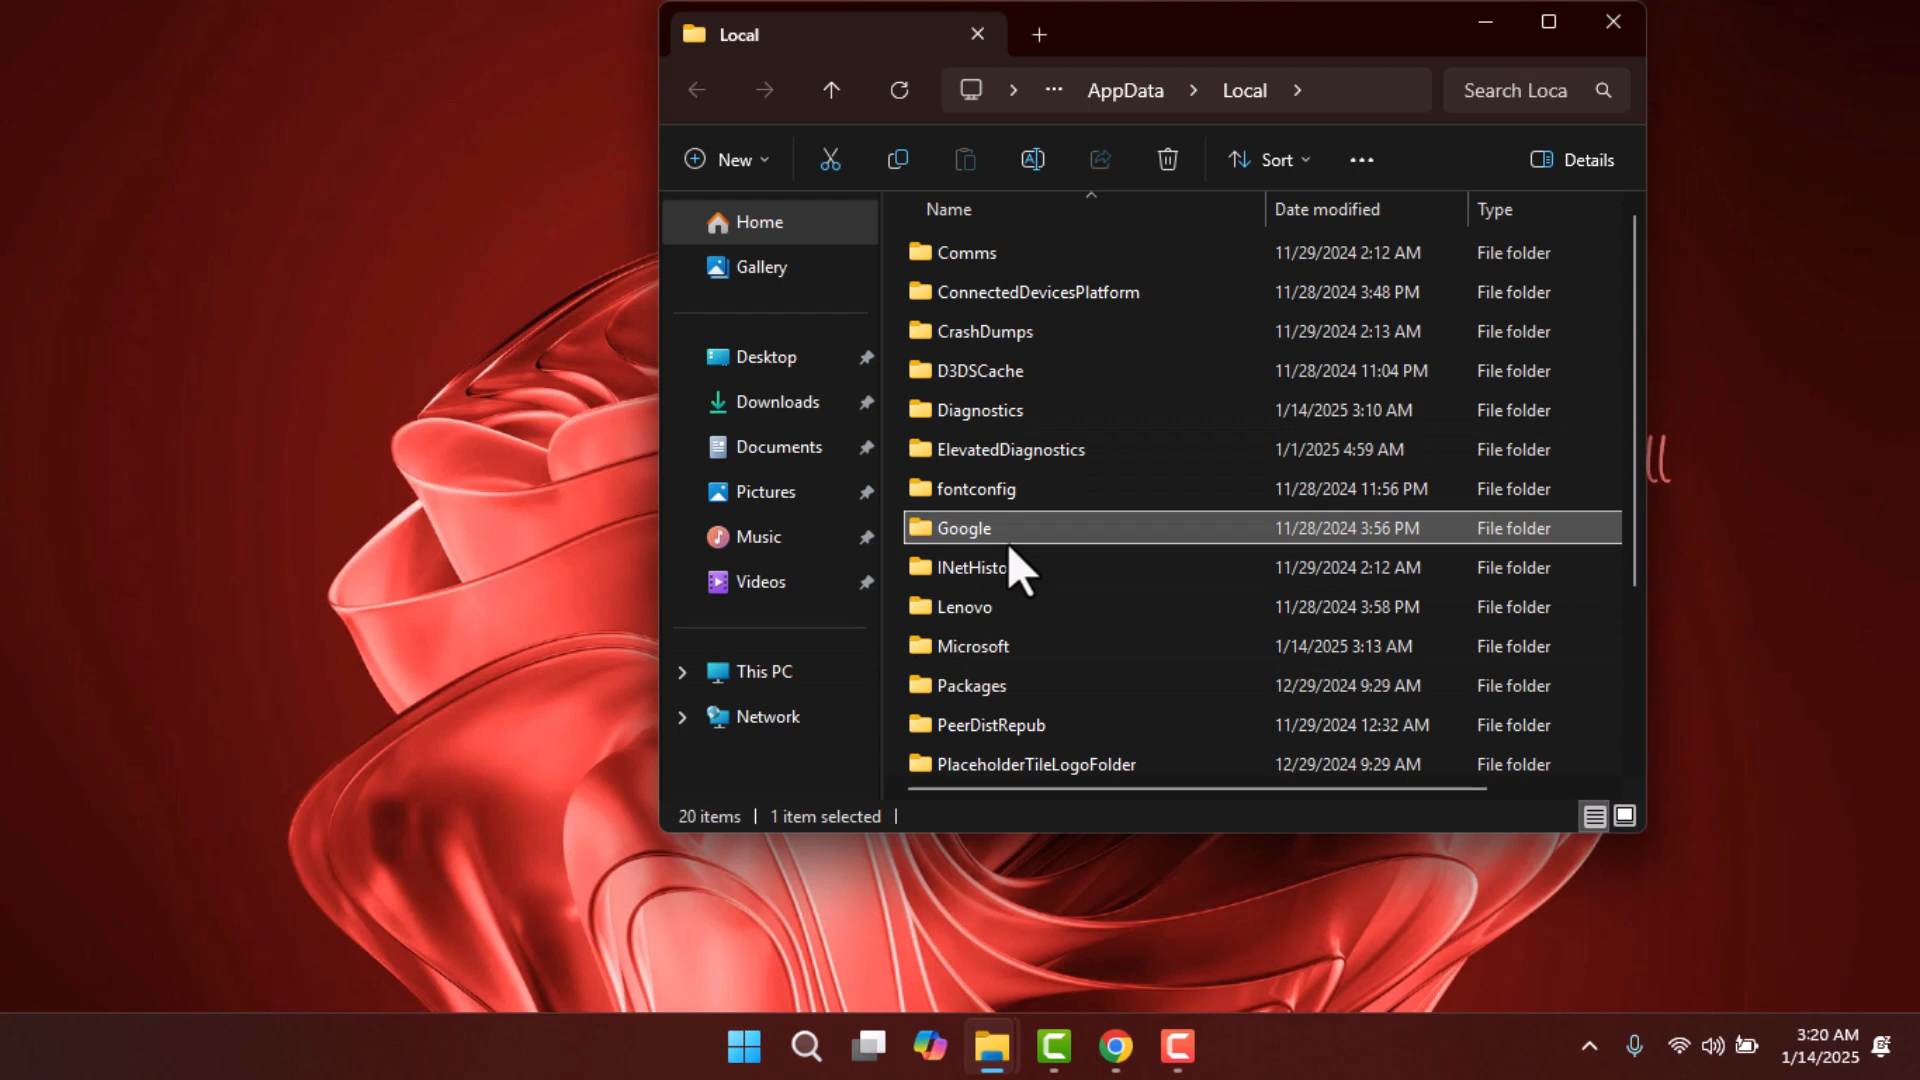 Local
AppData
Local
Search Loca
New
Sort
Details
Home
Gallery
Desktop
Downloads
Documents
Pictures
Music
Videos
This PC
Network
Name Date modified Type
Comms 11/29/2024 2:12 AM File folder
ConnectedDevicesPlatform 11/28/2024 3:48 PM File folder
CrashDumps 11/29/2024 2:13 AM File folder
D3DSCache 11/28/2024 11:04 PM File folder
Diagnostics 1/14/2025 3:10 AM File folder
ElevatedDiagnostics 1/1/2025 4:59 AM File folder
fontconfig 11/28/2024 11:56 PM File folder
Google 11/28/2024 3:56 PM File folder
INetHisto 11/29/2024 2:12 AM File folder
Lenovo 11/28/2024 3:58 PM File folder
Microsoft 1/14/2025 3:13 AM File folder
Packages 12/29/2024 9:29 AM File folder
PeerDistRepub 11/29/2024 12:32 AM File folder
PlaceholderTileLogoFolder 12/29/2024 9:29 AM File folder
20 items 1 item selected
3:20 AM
1/14/2025